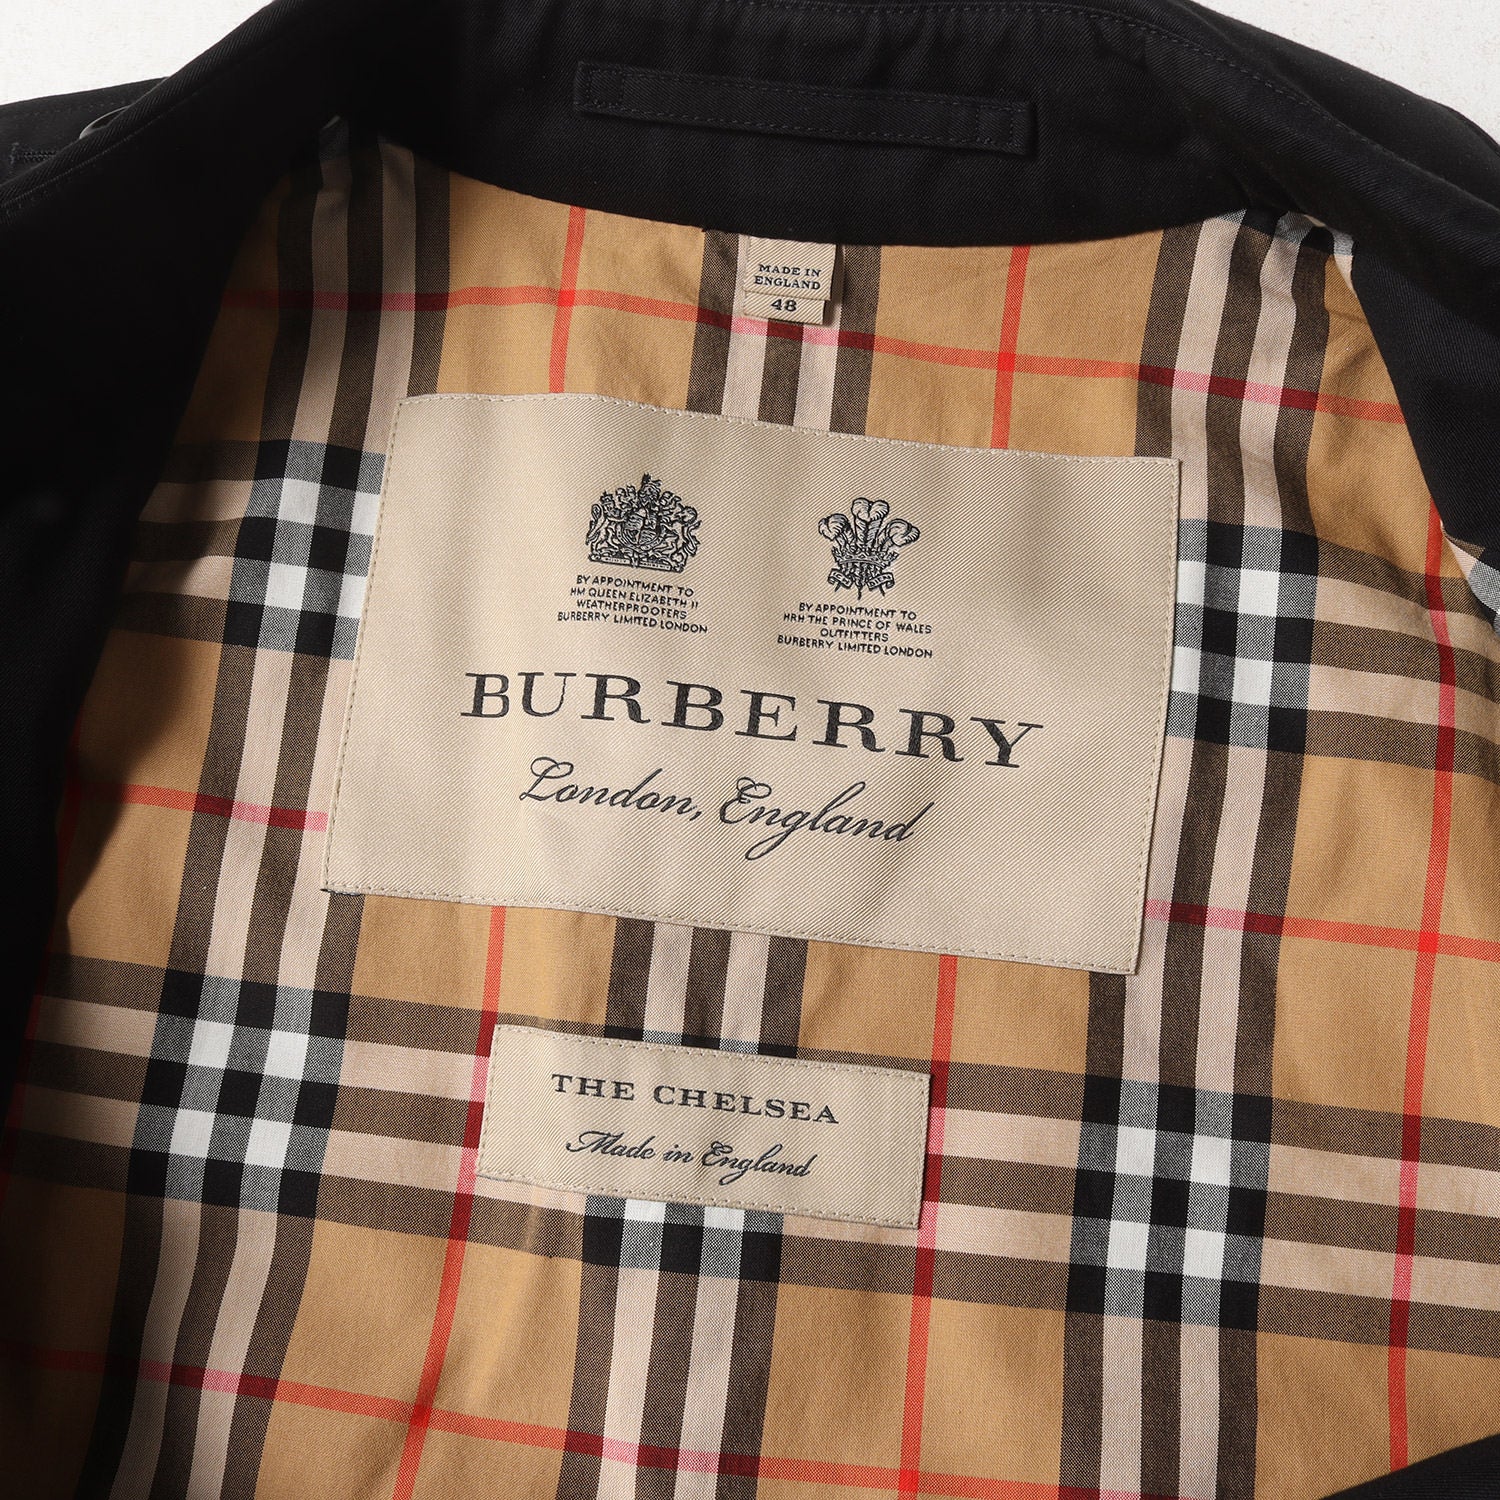 MADE IN
ENGLAND
48
BY APPOINTMENT TO
HM QUEEN ELIZABETH II
WEATHERPROOFERS
BURBERRY LIMITED LONDON
BY APPOINTMENT TO
HRH THE PRINCE OF WALES
OUTFITTERS
BURBERRY LIMITED LONDON
BURBERRY
London, England
THE CHELSEA
Made in England